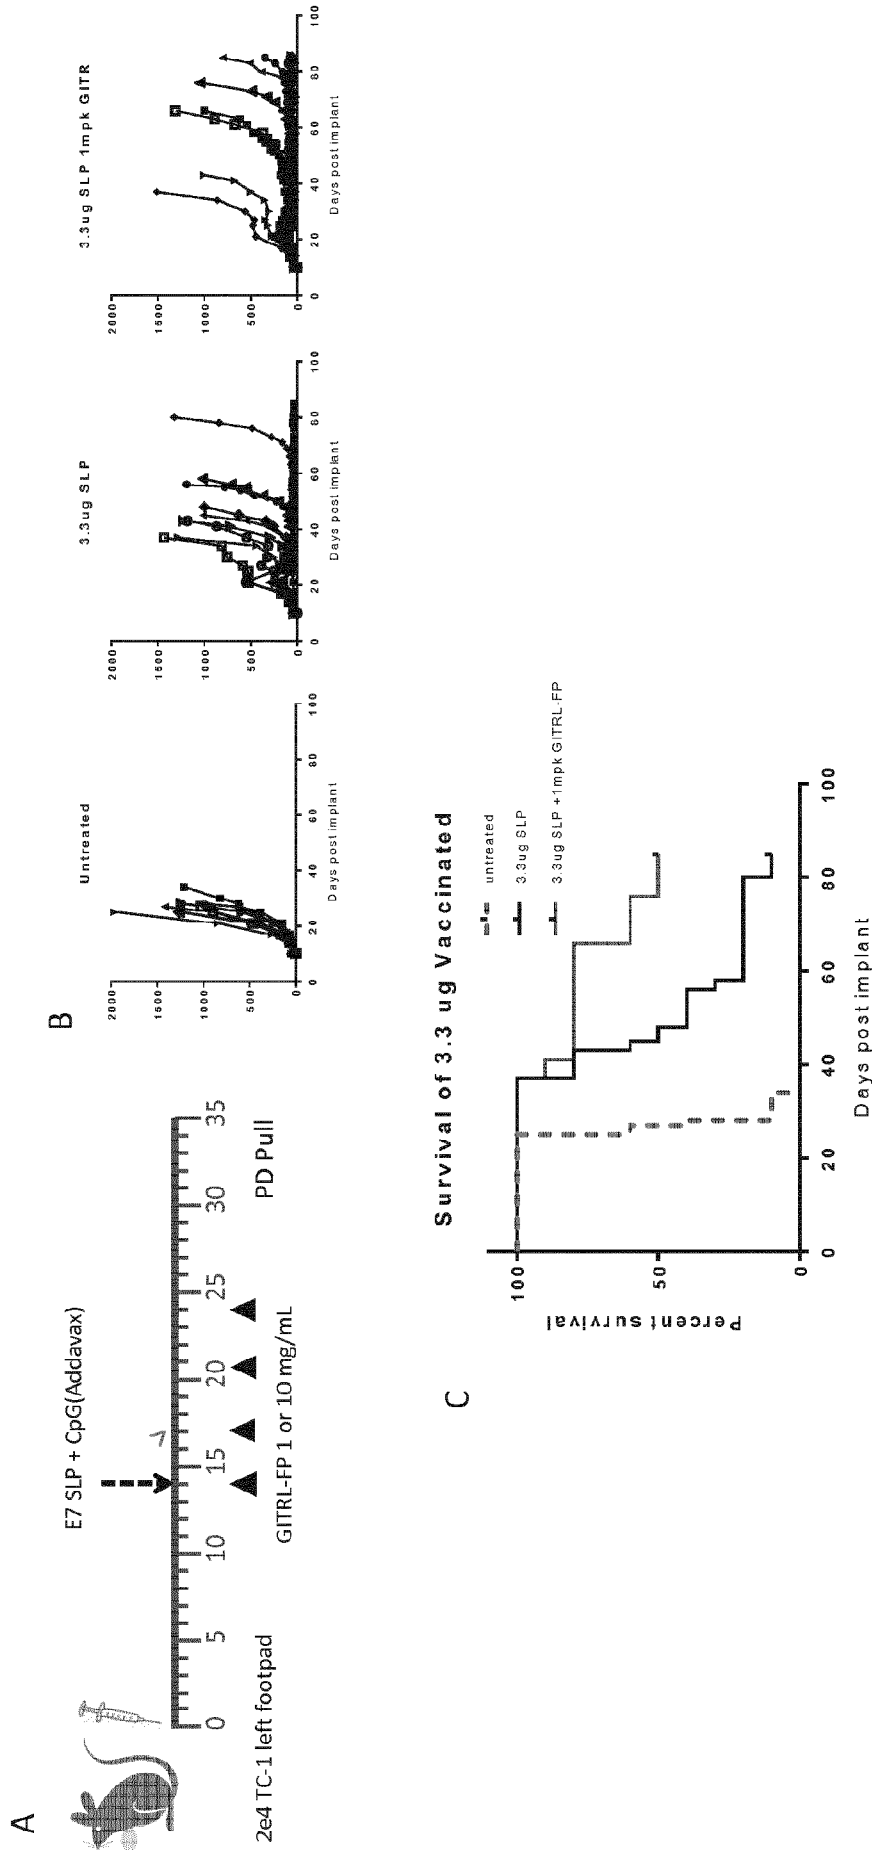 A
E7 SLP + CpG(Addavax)
0 5 10 15 20 25 30 35
2e4 TC-1 left footpad
GITRL-FP 1 or 10 mg/mL
PD Pull
B
Untreated
2000
1500
1000
500
0
0 20 40 60 80 100
Days post implant
3.3ug SLP
2000
1500
1000
500
0
0 20 40 60 80 100
Days post implant
3.3ug SLP 1mpk GITR
2000
1500
1000
500
0
0 20 40 60 80 100
Days post implant
C
Survival of 3.3 ug Vaccinated
untreated
3.3ug SLP
3.3ug SLP +1mpk GITRL-FP
Percent survival
100
50
0
0 20 40 60 80 100
Days post implant